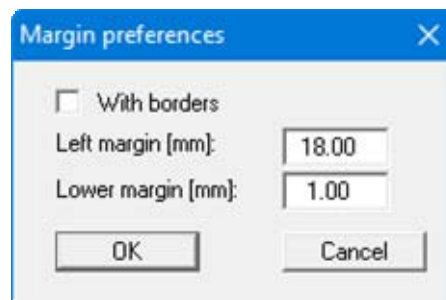 Margin preferences
With borders
Left margin [mm]: 18.00
Lower margin [mm]: 1.00
OK Cancel